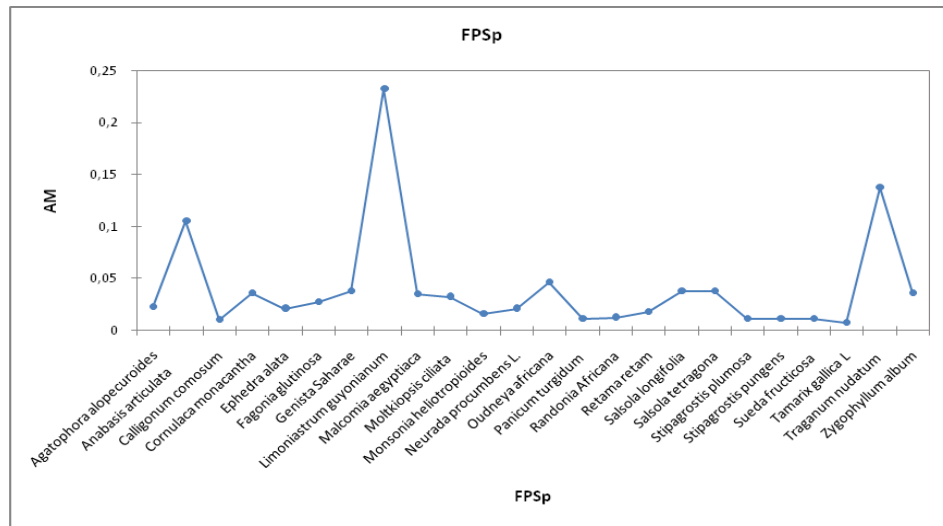 FPSp
0,25
0,2
0,15
0,1
0,05
0
AM
Agatophora alopecuroides
Anabasis articulata
Calligonum comosum
Cornulaca monacantha
Ephedra alata
Fagonia glutinosa
Genista Saharae
Limoniastrum guyonianum
Malcomia aegyptiaca
Moltkiopsis ciliata
Monsonia heliotropioides
Neurada procumbens L.
Oudneya africana
Panicum turgidum
Randonia Africana
Retama retam
Salsola longifolia
Salsola tetragona
Stipagrostis plumosa
Stipagrostis pungens
Sueda fructicosa
Tamarix gallica L
Traganum nudatum
Zygophyllum album
FPSp